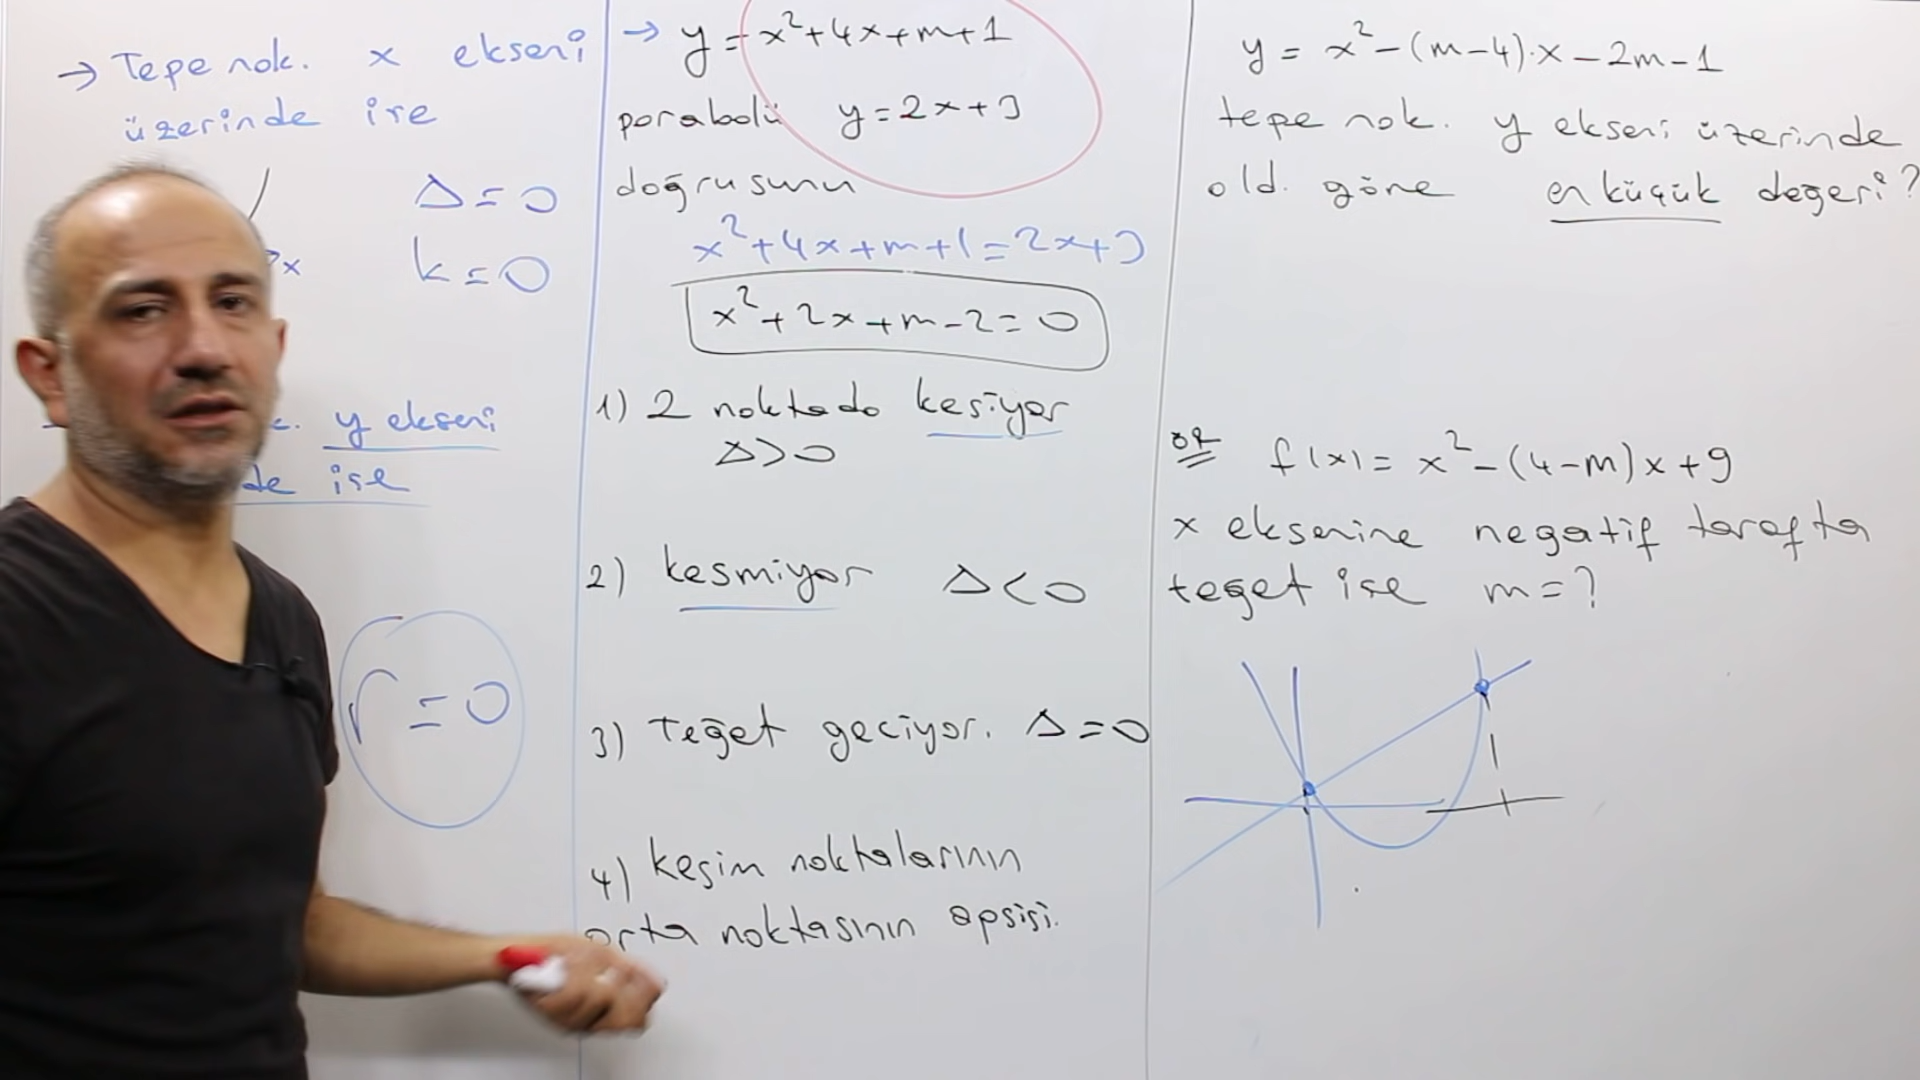 → Tepe nok. x ekseni
üzerinde ise
Δ=0
x
k=0
y ekseni
de ise
r=0
→ y=x²+4x+m+1
parabolü y=2x+3
doğrusunu
x²+4x+m+1=2x+3
x²+2x+m-2=0
1) 2 noktada kesiyor
Δ>0
2) kesmiyor Δ<0
3) Teğet geçiyor. Δ=0
4) kesim noktalarının
orta noktasının apsisi.
y = x²-(m-4).x-2m-1
tepe nok. y ekseni üzerinde
old. göre en küçük değeri?
ör f(x)= x²-(4-m)x+9
x eksenine negatif tarafta
teğet ise m=?